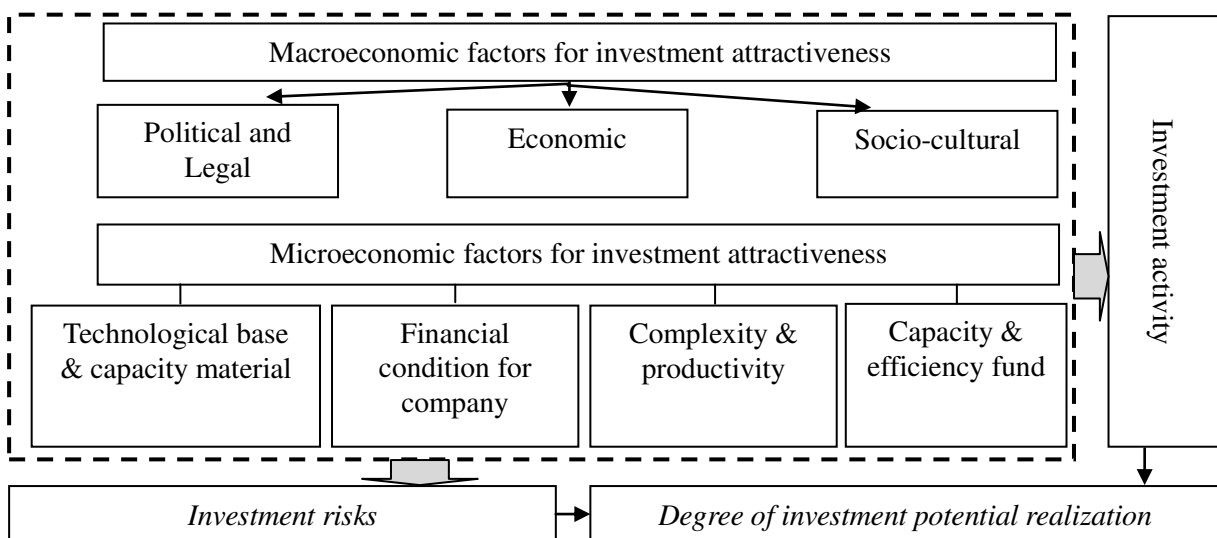 Macroeconomic factors for investment attractiveness
Political and
Legal
Economic
Socio-cultural
Microeconomic factors for investment attractiveness
Technological base
& capacity material
Financial
condition for
company
Complexity &
productivity
Capacity &
efficiency fund
Investment activity
Investment risks
Degree of investment potential realization